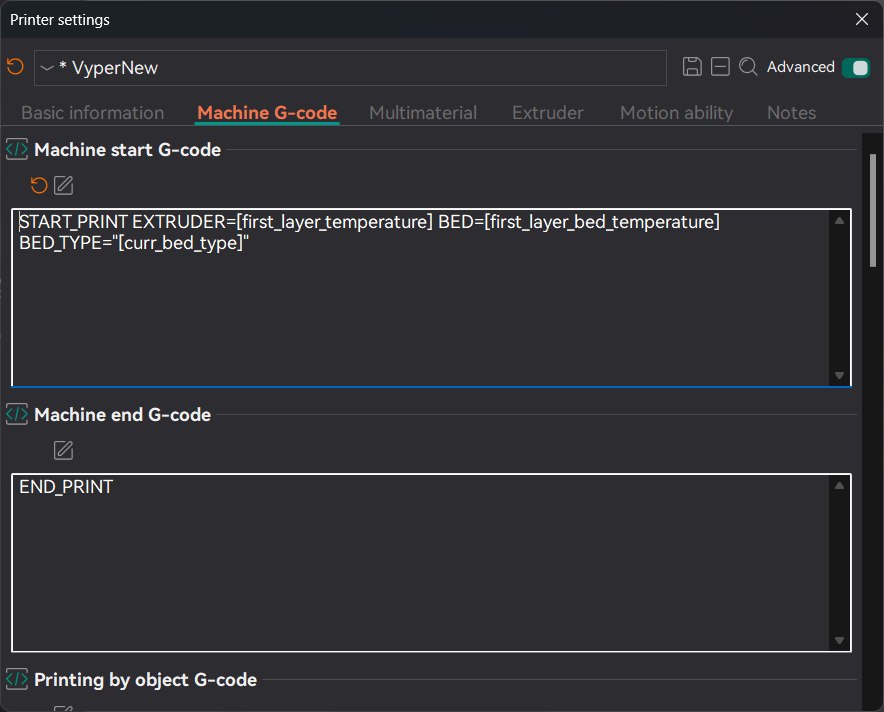 Printer settings
* VyperNew
Advanced
Basic information Machine G-code Multimaterial Extruder Motion ability Notes
Machine start G-code
START_PRINT EXTRUDER=[first_layer_temperature] BED=[first_layer_bed_temperature]
BED_TYPE="[curr_bed_type]"
Machine end G-code
END_PRINT
Printing by object G-code